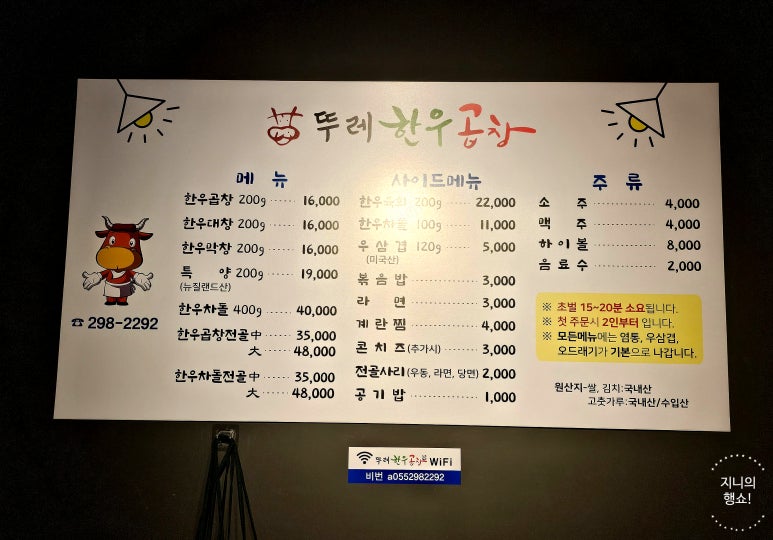 뚜레 한우곱창
메 뉴
한우곱창 200g ······ 16,000
한우대창 200g ······ 16,000
한우막창 200g ······ 16,000
특 양 200g ······ 19,000
(뉴질랜드산)
한우차돌 400g ······ 40,000
한우곱창전골 中 ······ 35,000
大 ······ 48,000
한우차돌전골 中 ······ 35,000
大 ······ 48,000
☎ 298-2292
사이드메뉴
한우육회 200g ······ 22,000
한우차돌 100g ······ 11,000
우 삼 겹 120g ······ 5,000
(미국산)
볶 음 밥 ······ 3,000
라 면 ······ 3,000
계 란 찜 ······ 4,000
콘 치 즈 (추가시) ······ 3,000
전골사리 (우동, 라면, 당면) 2,000
공 기 밥 ······ 1,000
주 류
소 주 ······ 4,000
맥 주 ······ 4,000
하 이 볼 ······ 8,000
음 료 수 ······ 2,000
※ 초벌 15~20분 소요됩니다.
※ 첫 주문시 2인부터 입니다.
※ 모든메뉴에는 염통, 우삼겹,
오드래기가 기본으로 나갑니다.
원산지-쌀, 김치:국내산
고춧가루:국내산/수입산
뚜레 한우곱창 WiFi
비번 a0552982292
지니의
행쇼!